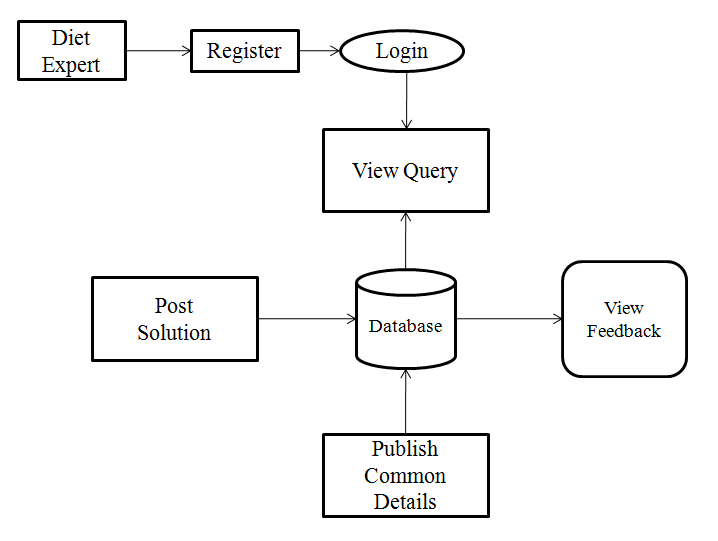 Diet
Expert
Register
Login
View Query
Post
Solution
Database
View
Feedback
Publish
Common
Details